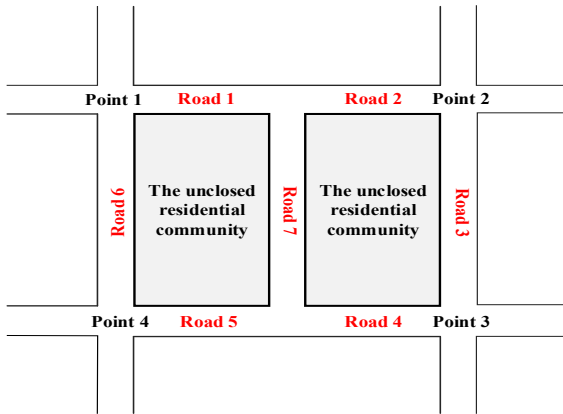 Point 1 Road 1 Road 2 Point 2
The unclosed
residential
community
The unclosed
residential
community
Road 6
Road 7
Road 3
Point 4 Road 5 Road 4 Point 3